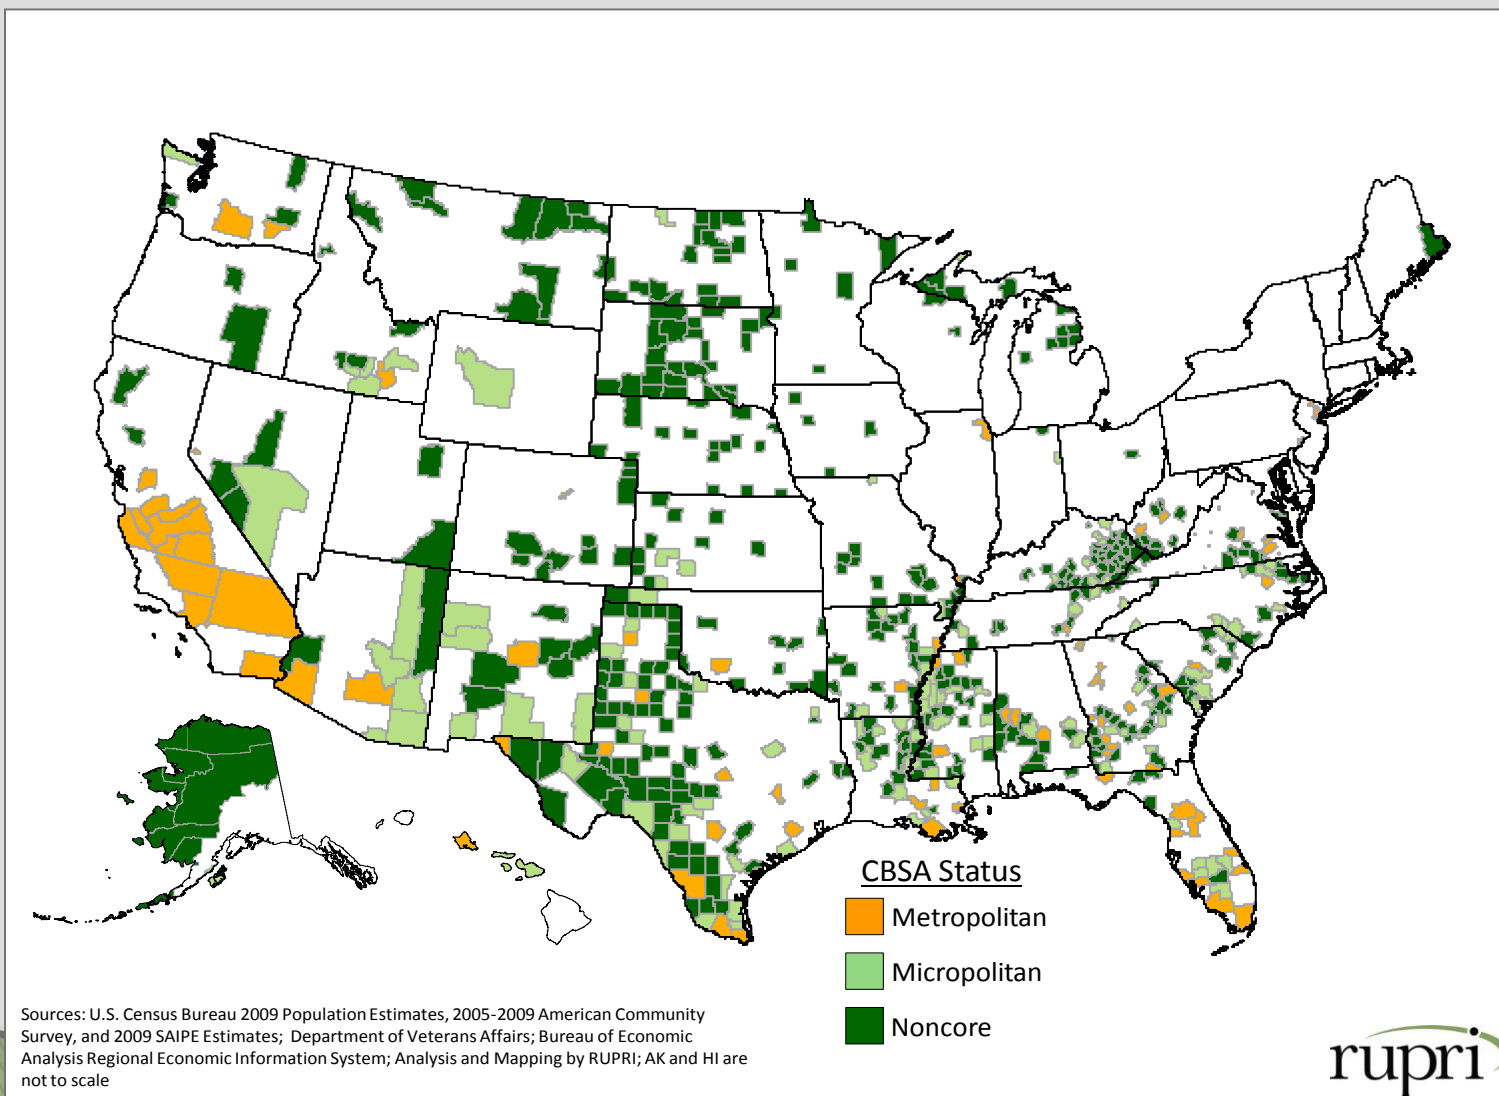 CBSA Status
Metropolitan
Micropolitan
Noncore
Sources: U.S. Census Bureau 2009 Population Estimates, 2005-2009 American Community
Survey, and 2009 SAIPE Estimates; Department of Veterans Affairs; Bureau of Economic
Analysis Regional Economic Information System; Analysis and Mapping by RUPRI; AK and HI are
not to scale
rupri